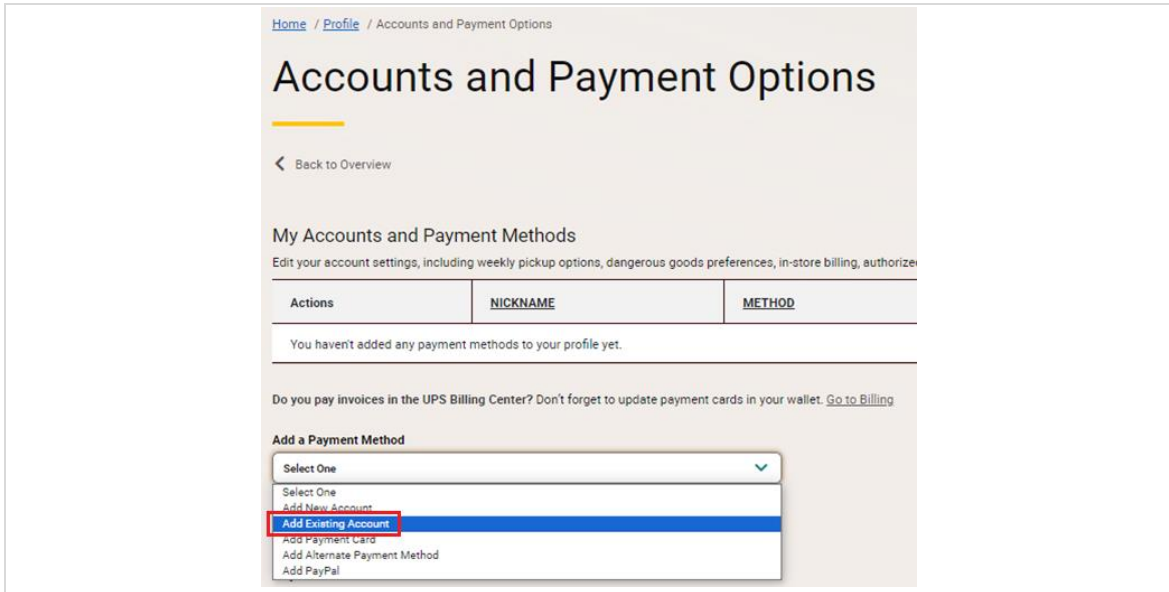 Home / Profile / Accounts and Payment Options
Accounts and Payment Options
Back to Overview
My Accounts and Payment Methods
Edit your account settings, including weekly pickup options, dangerous goods preferences, in-store billing, authorize
Actions NICKNAME METHOD
You haven't added any payment methods to your profile yet.
Do you pay invoices in the UPS Billing Center? Don't forget to update payment cards in your wallet. Go to Billing
Add a Payment Method
Select One
Select One
Add New Account
Add Existing Account
Add Payment Card
Add Alternate Payment Method
Add PayPal